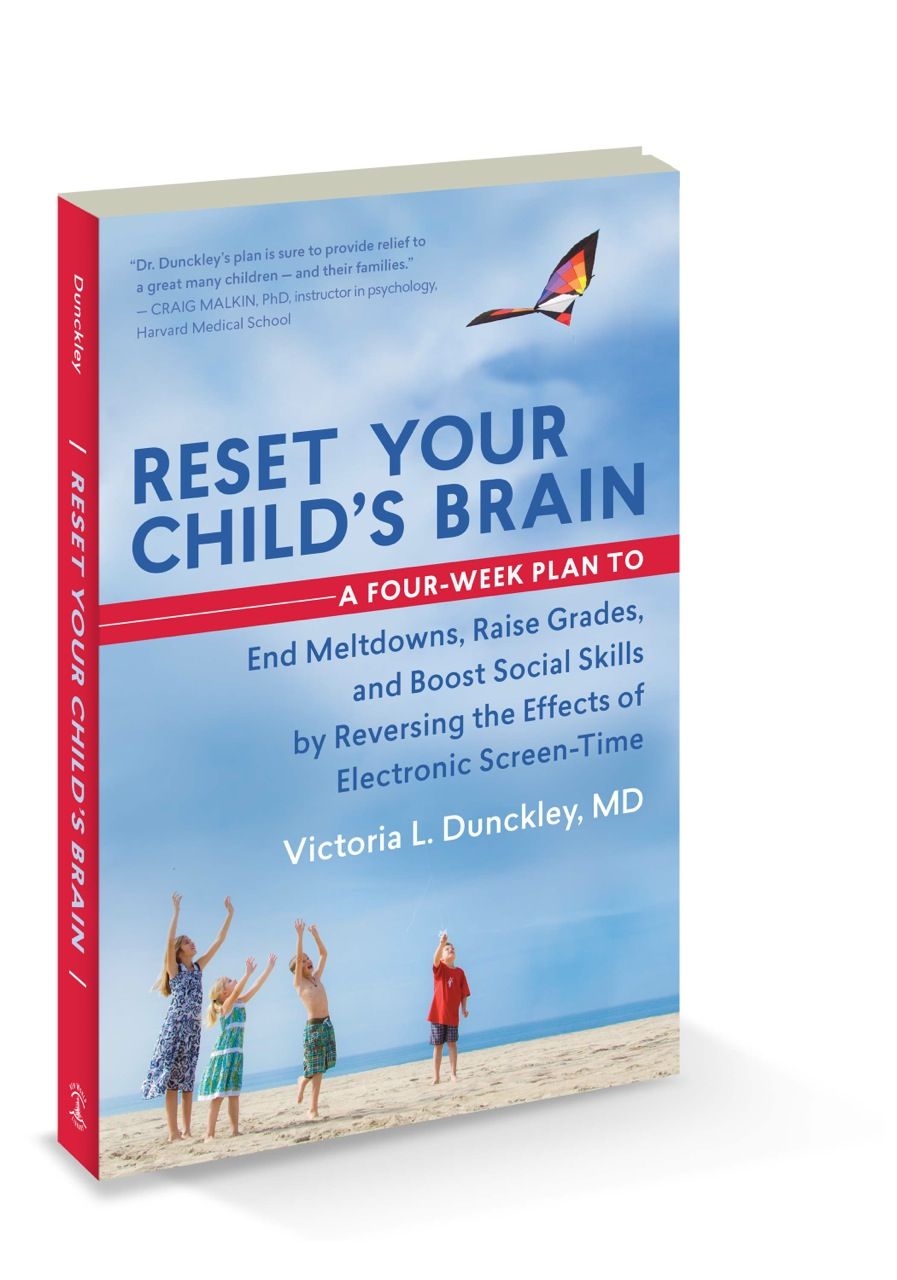 “Dr. Dunckley’s plan is sure to provide relief to
a great many children — and their families.”
— CRAIG MALKIN, PhD, instructor in psychology,
Harvard Medical School
RESET YOUR
CHILD’S BRAIN
A FOUR-WEEK PLAN TO
End Meltdowns, Raise Grades,
and Boost Social Skills
by Reversing the Effects of
Electronic Screen-Time
Victoria L. Dunckley, MD
Dunckley | RESET YOUR CHILD’S BRAIN |